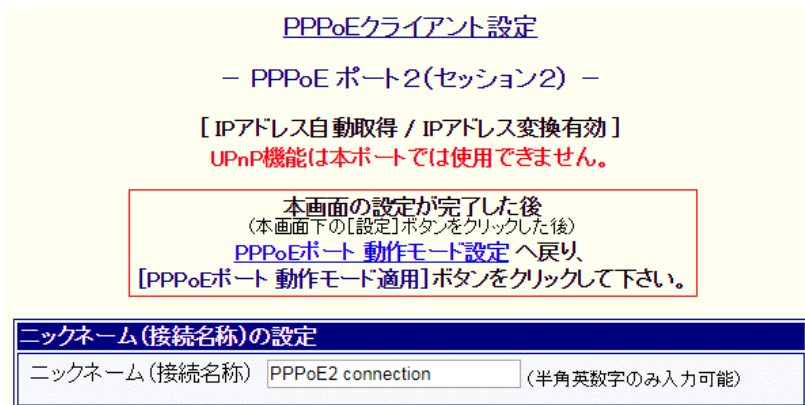 PPPoEクライアント設定
− PPPoE ポート2(セッション2) −
[ IPアドレス自動取得 / IPアドレス変換有効 ]
UPnP機能は本ポートでは使用できません。
本画面の設定が完了した後
(本画面下の[設定]ボタンをクリックした後)
PPPoEポート 動作モード設定 へ戻り、
[PPPoEポート 動作モード適用]ボタンをクリックして下さい。
ニックネーム(接続名称)の設定
ニックネーム(接続名称) PPPoE2 connection (半角英数字のみ入力可能)